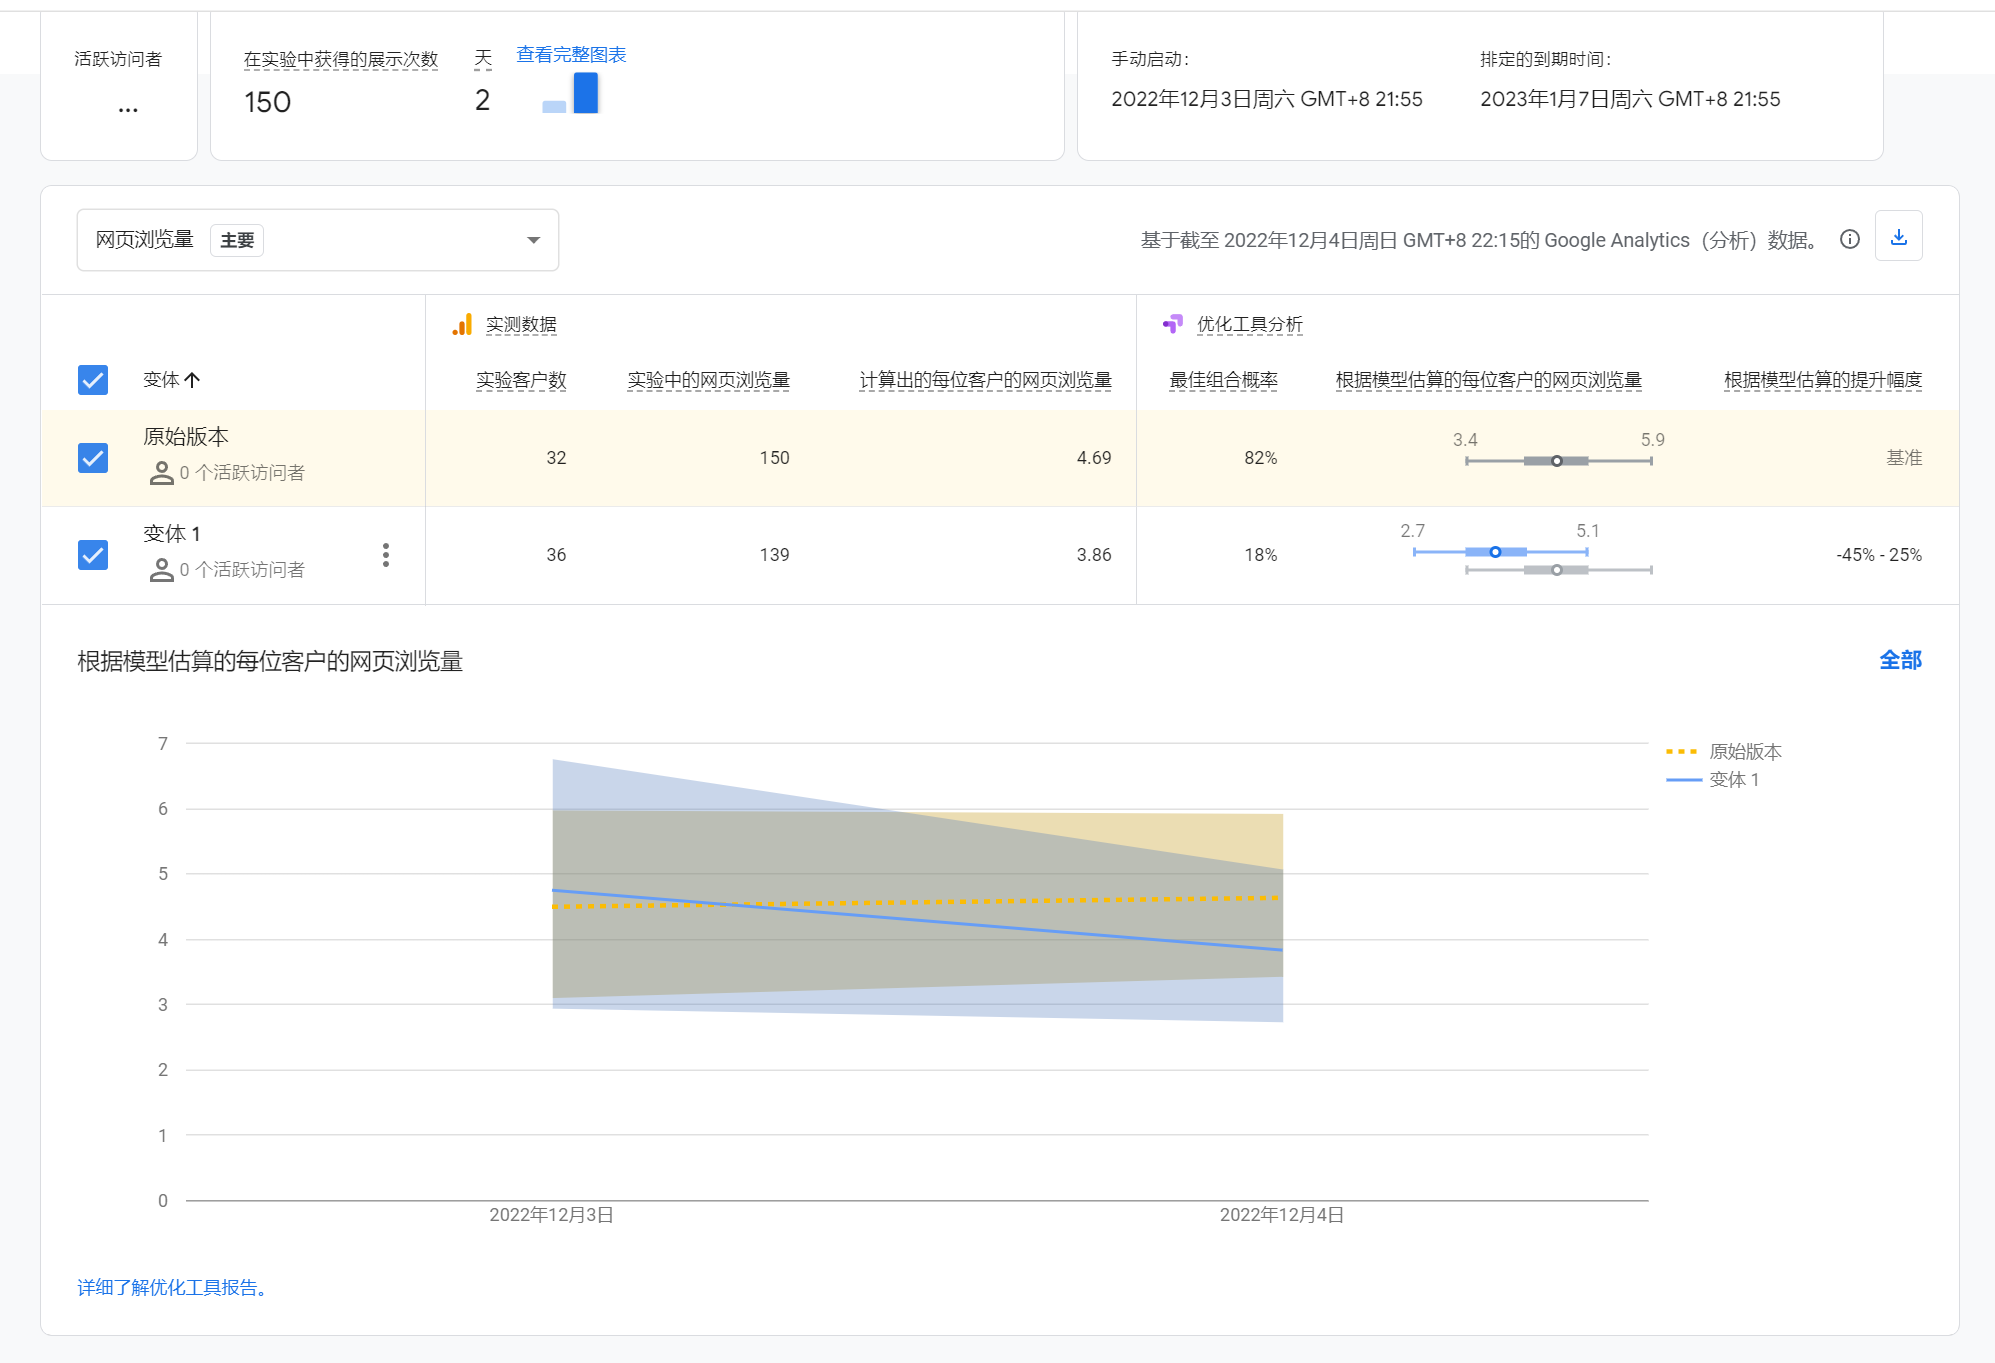 活跃访问者
...
在实验中获得的展示次数
150
天
2
查看完整图表
手动启动：
2022年12月3日周六 GMT+8 21:55
排定的到期时间：
2023年1月7日周六 GMT+8 21:55
网页浏览量 主要
基于截至 2022年12月4日周日 GMT+8 22:15的 Google Analytics（分析）数据。
实测数据
优化工具分析
变体
实验客户数
实验中的网页浏览量
计算出的每位客户的网页浏览量
最佳组合概率
根据模型估算的每位客户的网页浏览量
根据模型估算的提升幅度
原始版本
0 个活跃访问者
32
150
4.69
82%
3.4
5.9
基准
变体 1
0 个活跃访问者
36
139
3.86
18%
2.7
5.1
-45% - 25%
根据模型估算的每位客户的网页浏览量
全部
7
6
5
4
3
2
1
0
2022年12月3日
2022年12月4日
原始版本
变体 1
详细了解优化工具报告。